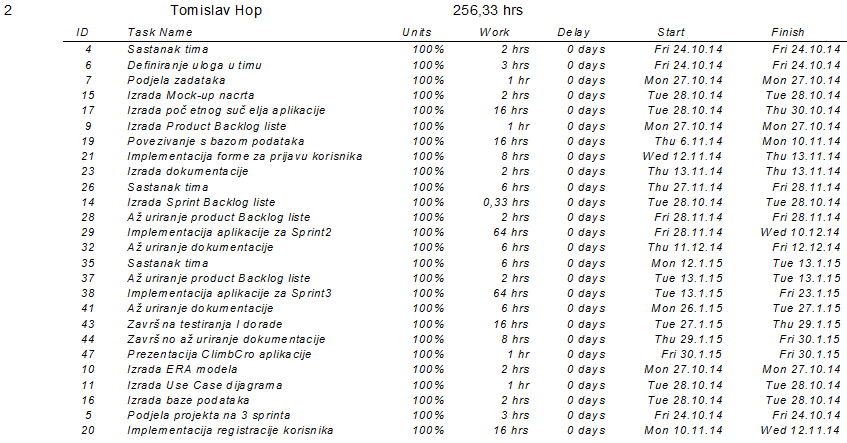 2 Tomislav Hop 256,33 hrs
ID Task Name Units Work Delay Start Finish
4 Sastanak tima 100% 2 hrs 0 days Fri 24.10.14 Fri 24.10.14
6 Definiranje uloga u timu 100% 3 hrs 0 days Fri 24.10.14 Fri 24.10.14
7 Podjela zadataka 100% 1 hr 0 days Mon 27.10.14 Mon 27.10.14
15 Izrada Mock-up nacrta 100% 2 hrs 0 days Tue 28.10.14 Tue 28.10.14
17 Izrada početnog sučelja aplikacije 100% 16 hrs 0 days Tue 28.10.14 Thu 30.10.14
9 Izrada Product Backlog liste 100% 1 hr 0 days Mon 27.10.14 Mon 27.10.14
19 Povezivanje s bazom podataka 100% 16 hrs 0 days Thu 6.11.14 Mon 10.11.14
21 Implementacija forme za prijavu korisnika 100% 8 hrs 0 days Wed 12.11.14 Thu 13.11.14
23 Izrada dokumentacije 100% 2 hrs 0 days Thu 13.11.14 Thu 13.11.14
26 Sastanak tima 100% 6 hrs 0 days Thu 27.11.14 Fri 28.11.14
14 Izrada Sprint Backlog liste 100% 0,33 hrs 0 days Tue 28.10.14 Tue 28.10.14
28 Ažuriranje product Backlog liste 100% 2 hrs 0 days Fri 28.11.14 Fri 28.11.14
29 Implementacija aplikacije za Sprint2 100% 64 hrs 0 days Fri 28.11.14 Wed 10.12.14
32 Ažuriranje dokumentacije 100% 6 hrs 0 days Thu 11.12.14 Fri 12.12.14
35 Sastanak tima 100% 6 hrs 0 days Mon 12.1.15 Tue 13.1.15
37 Ažuriranje product Backlog liste 100% 2 hrs 0 days Tue 13.1.15 Tue 13.1.15
38 Implementacija aplikacije za Sprint3 100% 64 hrs 0 days Tue 13.1.15 Fri 23.1.15
41 Ažuriranje dokumentacije 100% 6 hrs 0 days Mon 26.1.15 Tue 27.1.15
43 Završna testiranja I dorade 100% 16 hrs 0 days Tue 27.1.15 Thu 29.1.15
44 Završno ažuriranje dokumentacije 100% 8 hrs 0 days Thu 29.1.15 Fri 30.1.15
47 Prezentacija ClimbCro aplikacije 100% 1 hr 0 days Fri 30.1.15 Fri 30.1.15
10 Izrada ERA modela 100% 2 hrs 0 days Mon 27.10.14 Mon 27.10.14
11 Izrada Use Case dijagrama 100% 1 hr 0 days Tue 28.10.14 Tue 28.10.14
16 Izrada baze podataka 100% 2 hrs 0 days Tue 28.10.14 Tue 28.10.14
5 Podjela projekta na 3 sprinta 100% 3 hrs 0 days Fri 24.10.14 Fri 24.10.14
20 Implementacija registracije korisnika 100% 16 hrs 0 days Mon 10.11.14 Wed 12.11.14